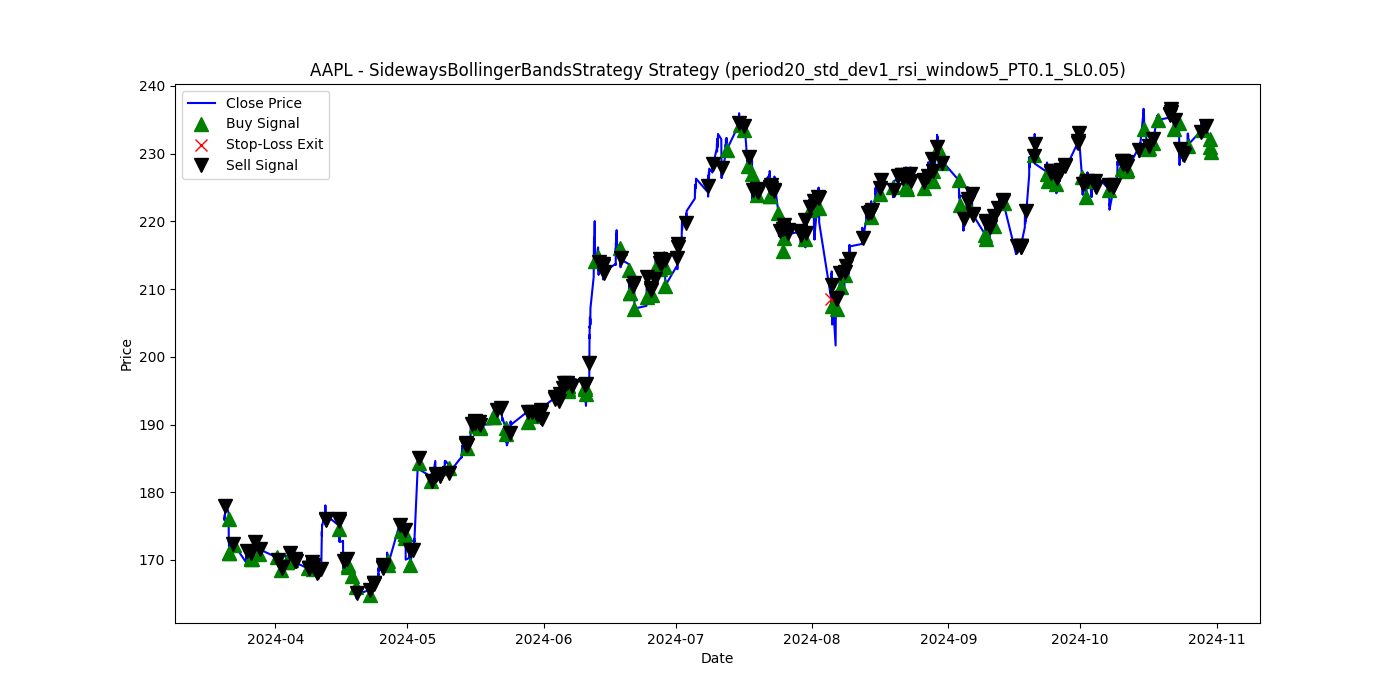 AAPL - SidewaysBollingerBandsStrategy Strategy (period20_std_dev1_rsi_window5_PT0.1_SL0.05)
Close Price
Buy Signal
Stop-Loss Exit
Sell Signal
240
230
220
210
200
190
180
170
Price
2024-04
2024-05
2024-06
2024-07
2024-08
2024-09
2024-10
2024-11
Date